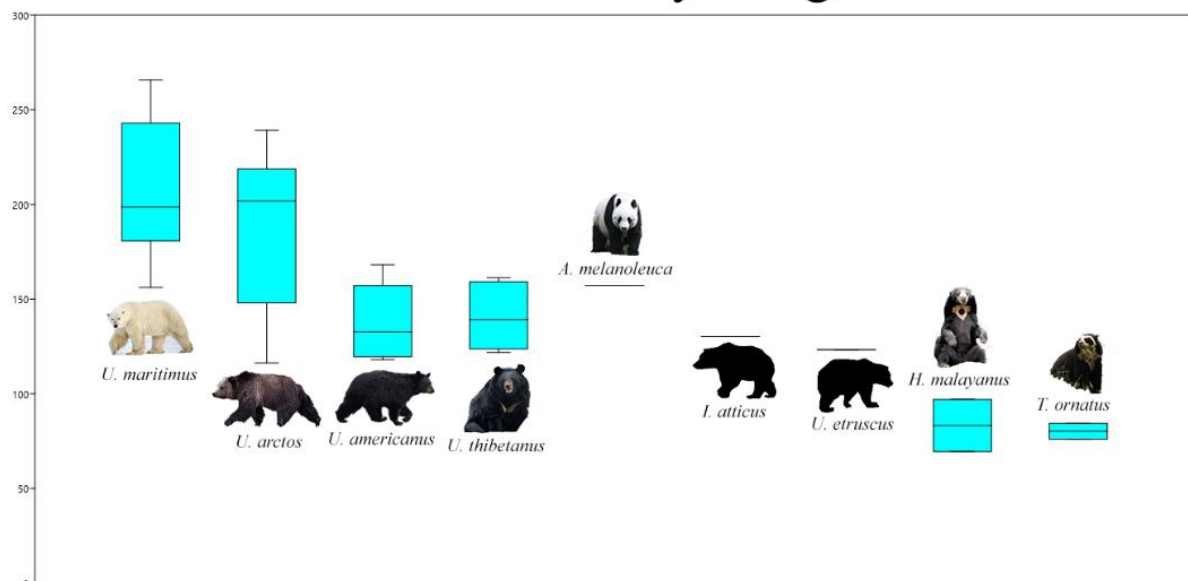 300
250
200
150
100
50
U. maritimus
U. arctos
U. americanus
U. thibetanus
A. melanoleuca
I. atticus
U. etruscus
H. malayanus
T. ornatus